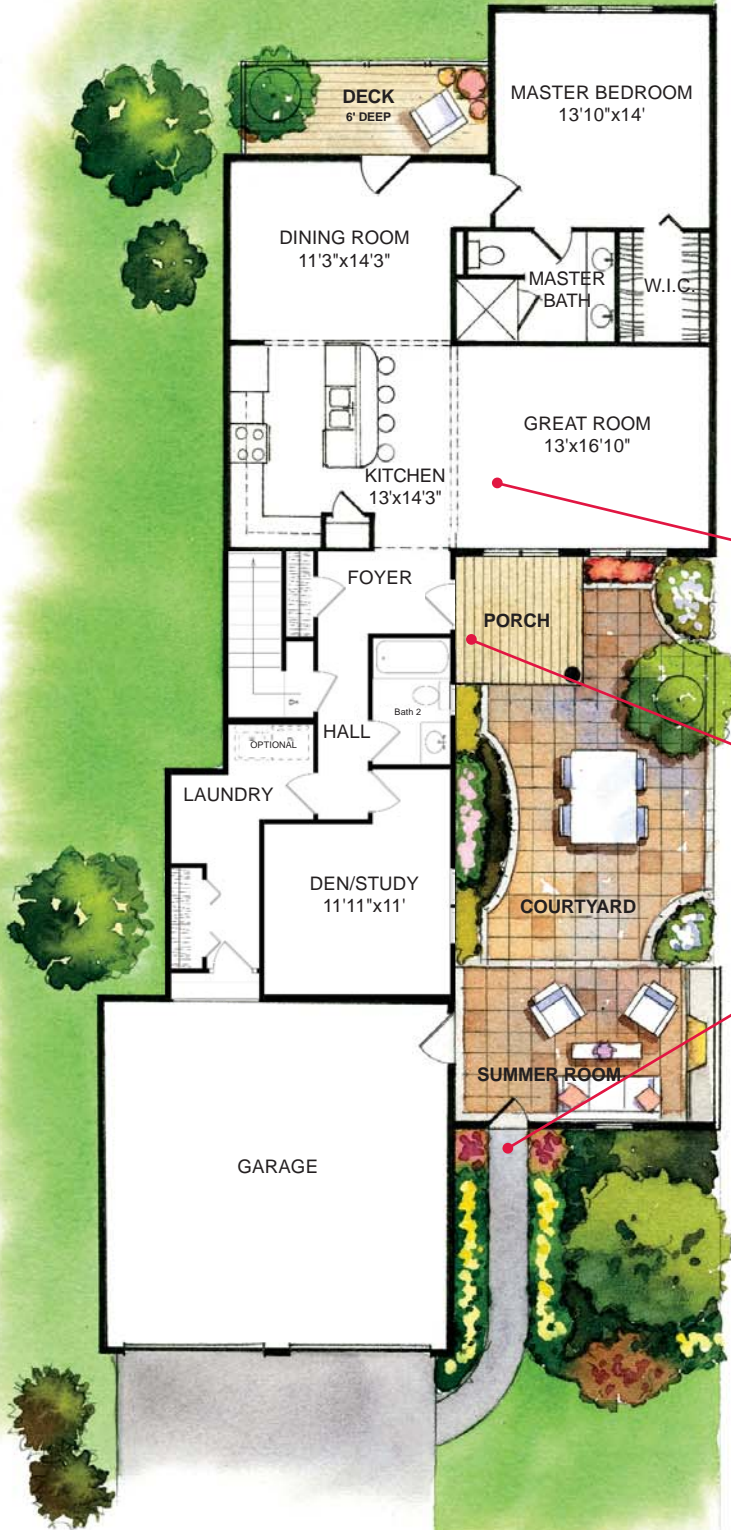 DECK
6' DEEP
MASTER BEDROOM
13'10"x14'
DINING ROOM
11'3"x14'3"
MASTER
BATH
W.I.C.
GREAT ROOM
13'x16'10"
KITCHEN
13'x14'3"
FOYER
PORCH
Bath 2
HALL
OPTIONAL
LAUNDRY
DEN/STUDY
11'11"x11'
COURTYARD
SUMMER ROOM
GARAGE